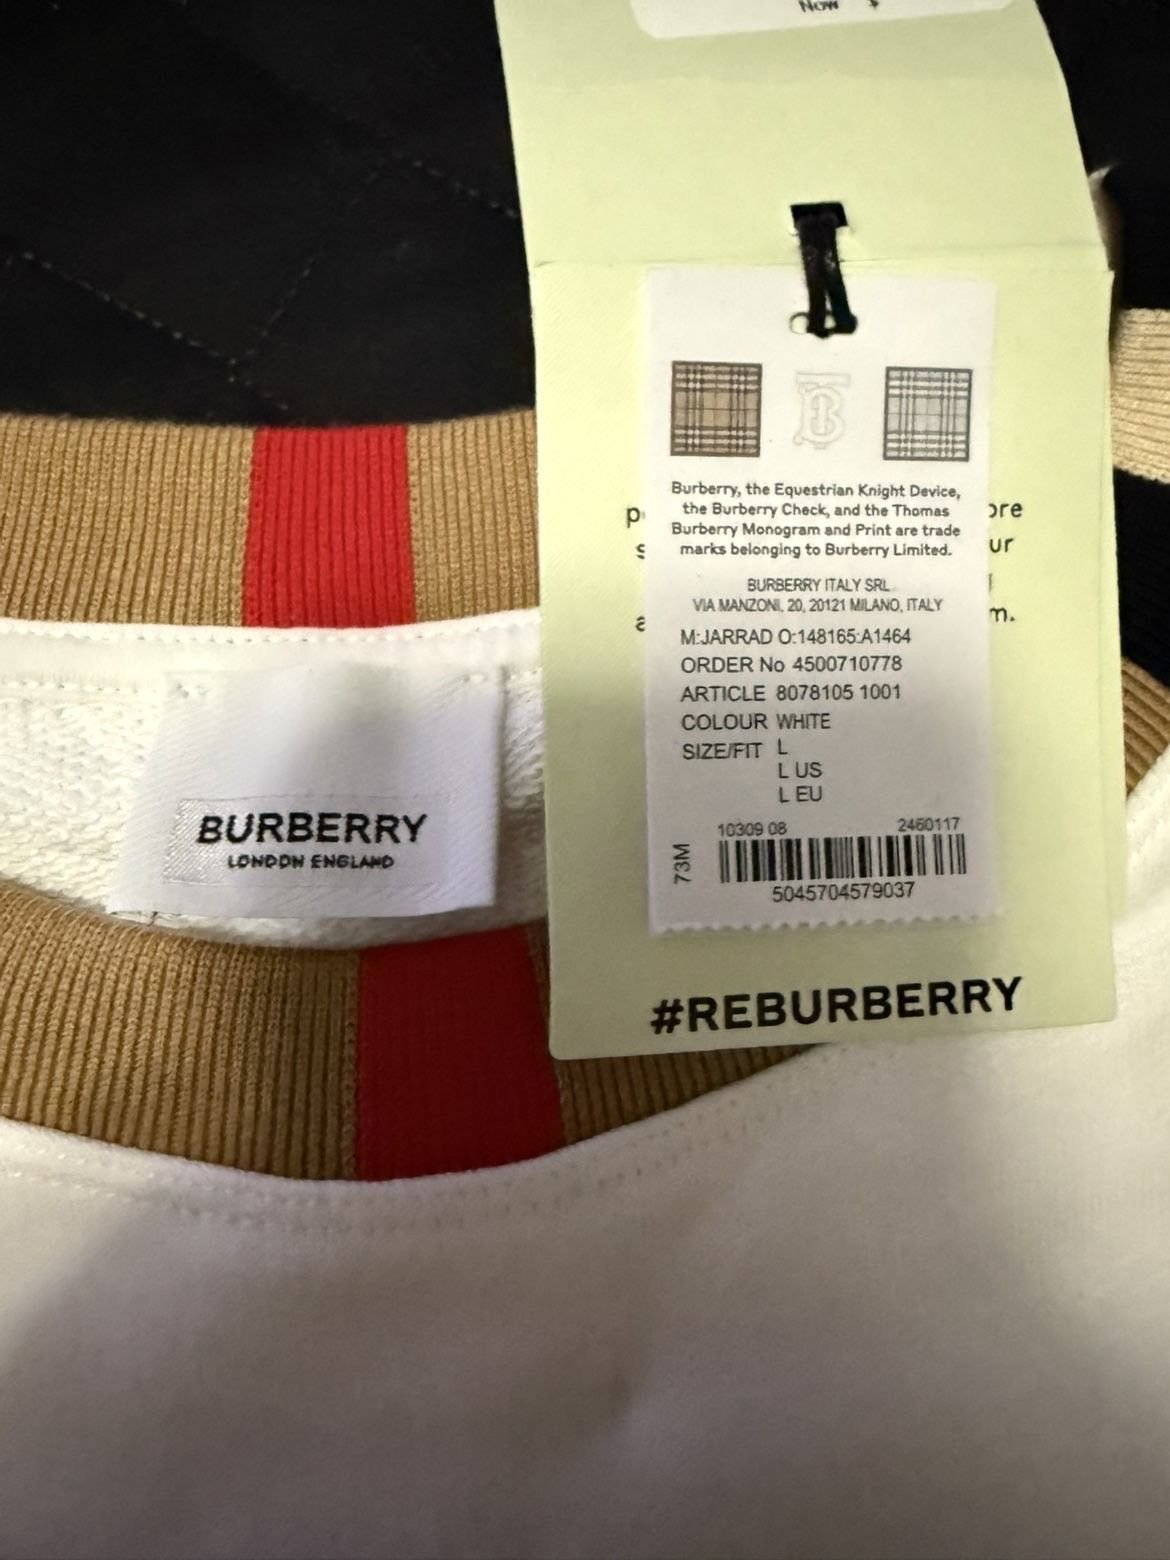 Now $
BURBERRY
LONDON ENGLAND
Burberry, the Equestrian Knight Device,
the Burberry Check, and the Thomas
Burberry Monogram and Print are trade
marks belonging to Burberry Limited.
BURBERRY ITALY SRL
VIA MANZONI, 20, 20121 MILANO, ITALY
M:JARRAD O:148165:A1464
ORDER No 4500710778
ARTICLE 8078105 1001
COLOUR WHITE
SIZE/FIT L
L US
L EU
10309 08 2460117
73M
5045704579037
#REBURBERRY